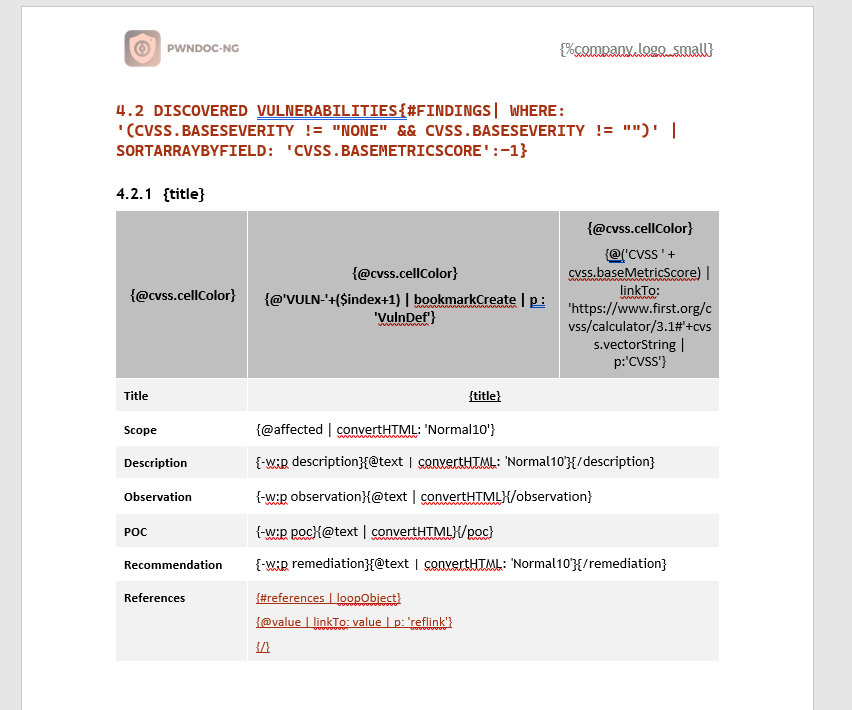 PWNDOC-NG
{%company.logo_small}
4.2 DISCOVERED VULNERABILITIES{#FINDINGS| WHERE:
'(CVSS.BASESEVERITY != "NONE" && CVSS.BASESEVERITY != "")' |
SORTARRAYBYFIELD: 'CVSS.BASEMETRICSCORE':-1}
4.2.1 {title}
{@cvss.cellColor}
{@cvss.cellColor}
{@'VULN-'+($index+1) | bookmarkCreate | p :
'VulnDef'}
{@cvss.cellColor}
{@('CVSS ' +
cvss.baseMetricScore) |
linkTo:
'https://www.first.org/c
vss/calculator/3.1#'+cvs
s.vectorString |
p:'CVSS'}
Title
{title}
Scope
{@affected | convertHTML: 'Normal10'}
Description
{-w:p description}{@text | convertHTML: 'Normal10'}{/description}
Observation
{-w:p observation}{@text | convertHTML}{/observation}
POC
{-w:p poc}{@text | convertHTML}{/poc}
Recommendation
{-w:p remediation}{@text | convertHTML: 'Normal10'}{/remediation}
References
{#references | loopObject}
{@value | linkTo: value | p: 'reflink'}
{/}